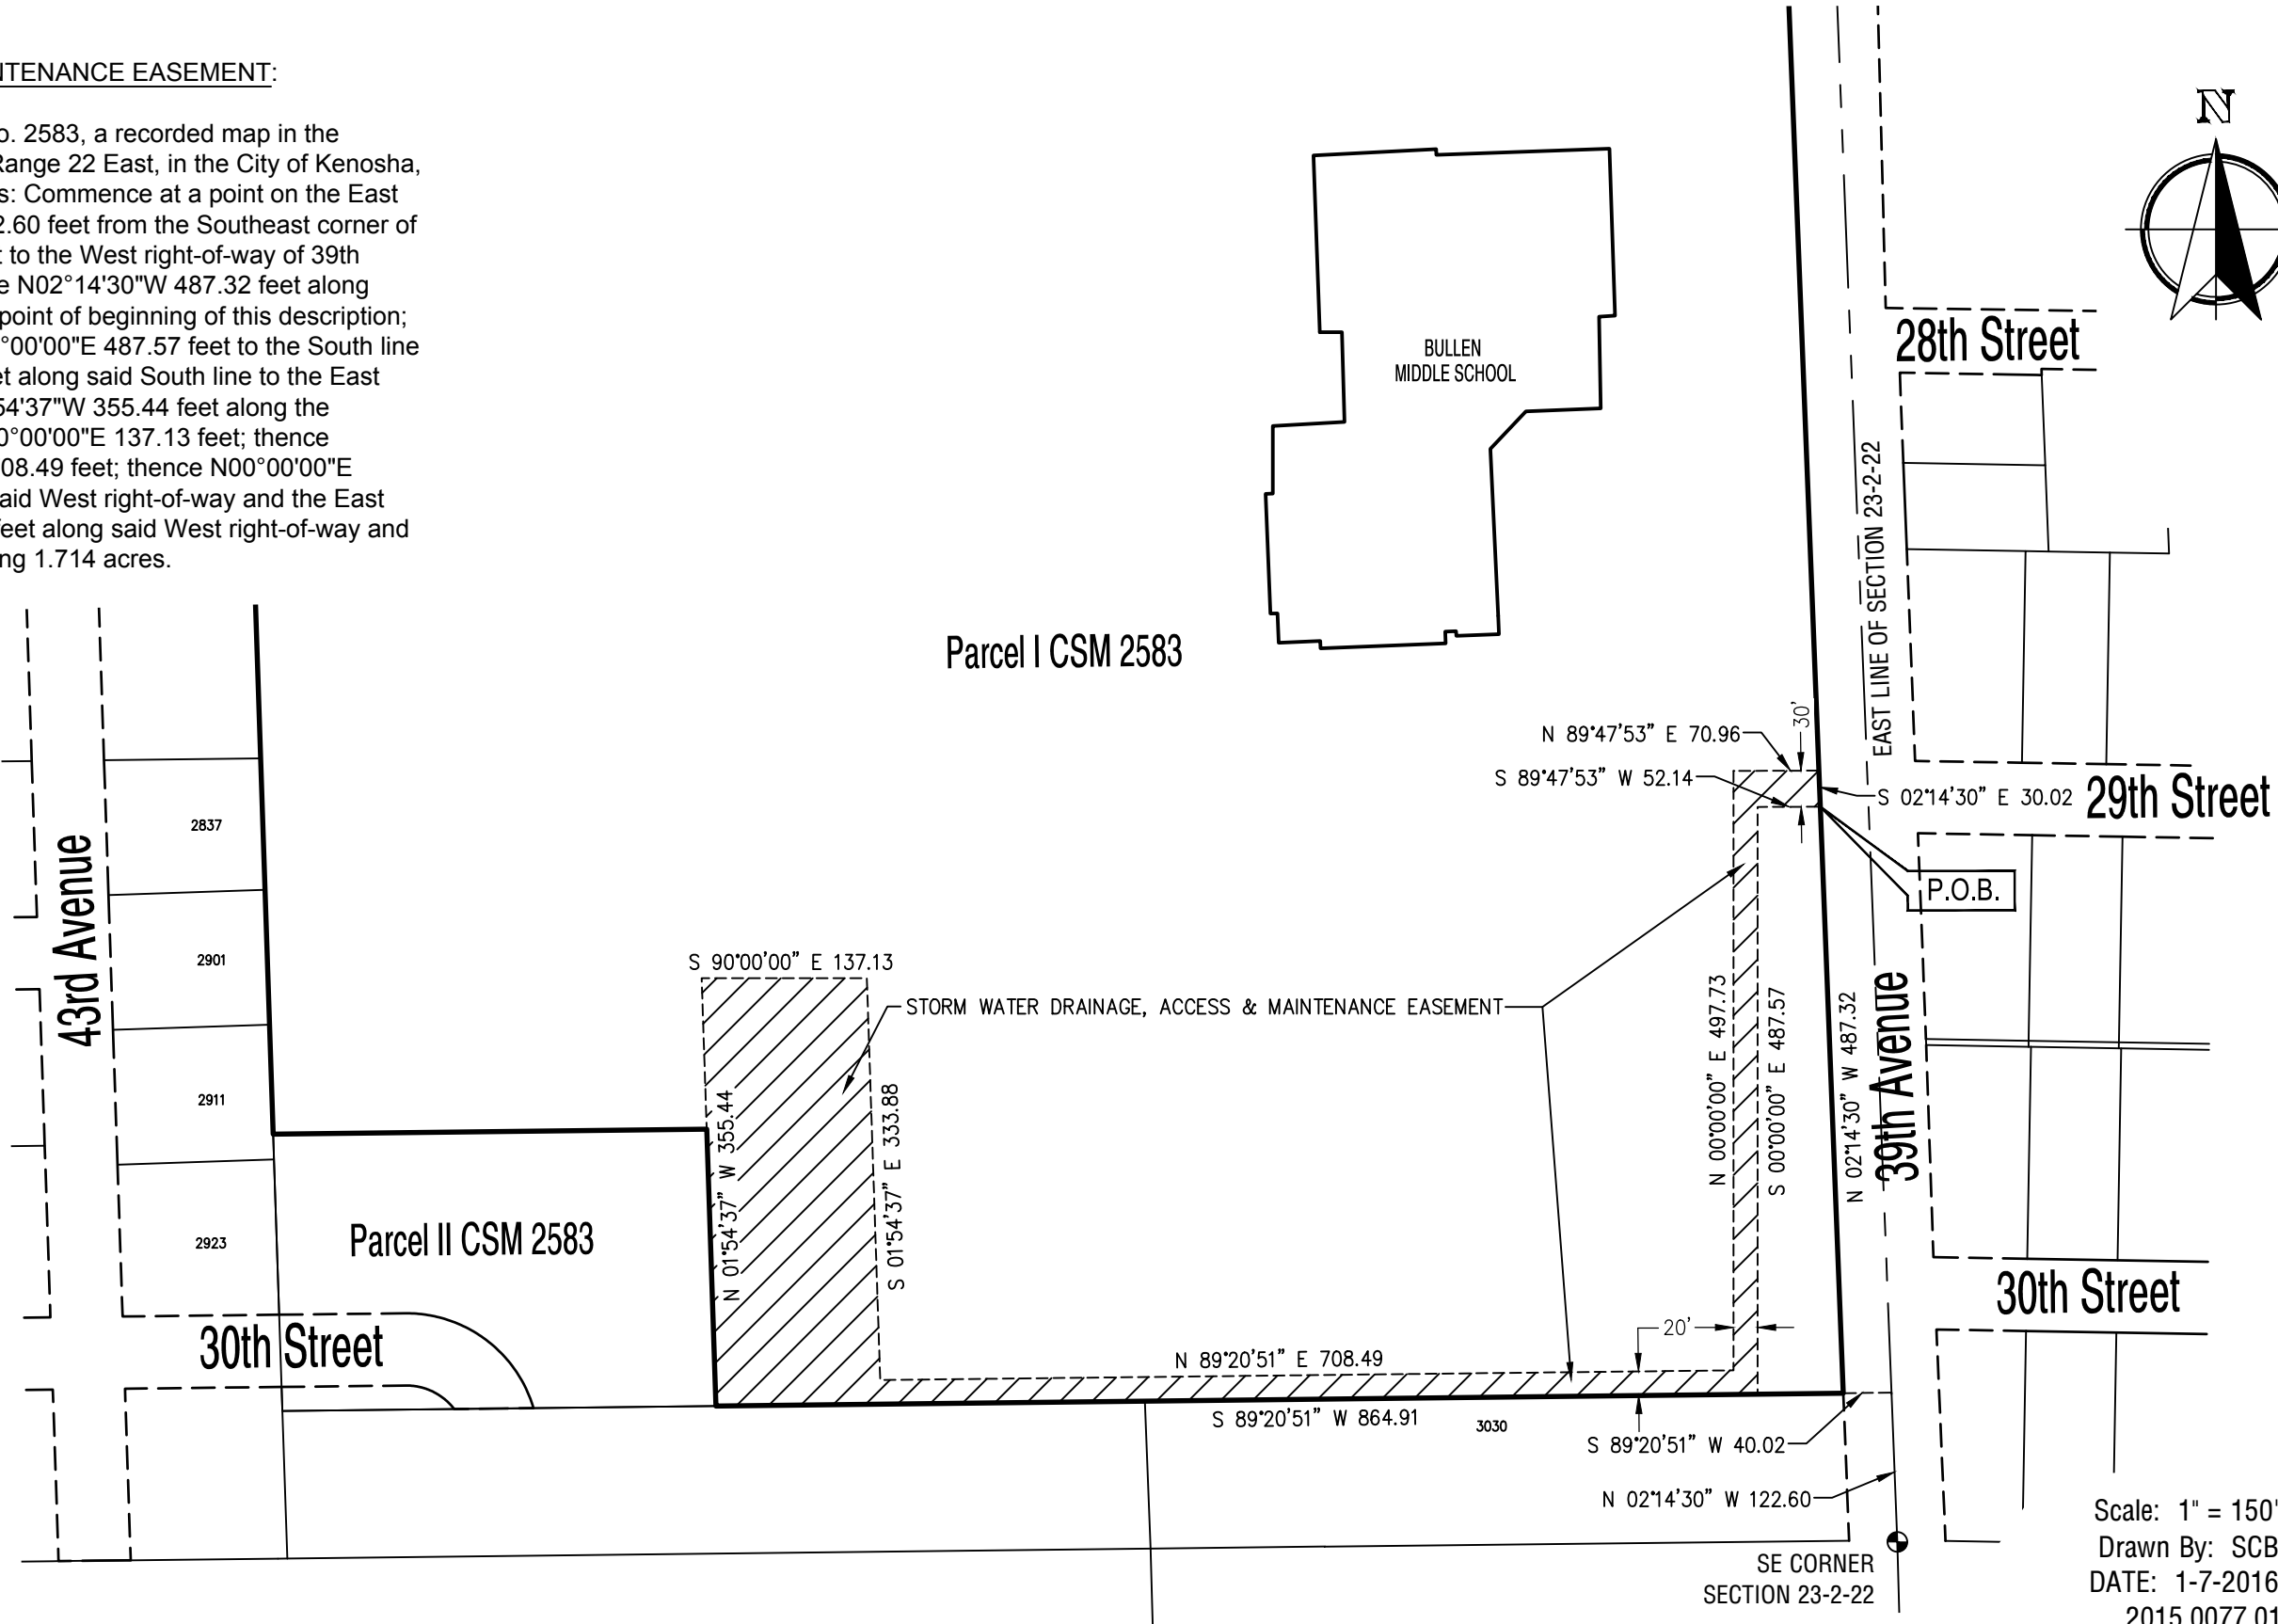 NTENANCE EASEMENT:
o. 2583, a recorded map in the
Range 22 East, in the City of Kenosha,
s: Commence at a point on the East
2.60 feet from the Southeast corner of
t to the West right-of-way of 39th
e N02°14'30"W 487.32 feet along
point of beginning of this description;
°00'00"E 487.57 feet to the South line
et along said South line to the East
54'37"W 355.44 feet along the
0°00'00"E 137.13 feet; thence
08.49 feet; thence N00°00'00"E
aid West right-of-way and the East
feet along said West right-of-way and
ng 1.714 acres.
N
28th Street
BULLEN
MIDDLE SCHOOL
EAST LINE OF SECTION 23-2-22
Parcel I CSM 2583
30'
N 89°47'53" E 70.96
S 89°47'53" W 52.14
S 02°14'30" E 30.02
29th Street
2837
43rd Avenue
P.O.B.
2901
S 90°00'00" E 137.13
STORM WATER DRAINAGE, ACCESS & MAINTENANCE EASEMENT
N 00°00'00" E 497.73
S 00°00'00" E 487.57
N 02°14'30" W 487.32
39th Avenue
2911
N 01°54'37" W 355.44
S 01°54'37" E 333.88
2923
Parcel II CSM 2583
30th Street
30th Street
20'
N 89°20'51" E 708.49
S 89°20'51" W 864.91
3030
S 89°20'51" W 40.02
N 02°14'30" W 122.60
SE CORNER
SECTION 23-2-22
Scale: 1" = 150'
Drawn By: SCB
DATE: 1-7-2016
2015.0077.01